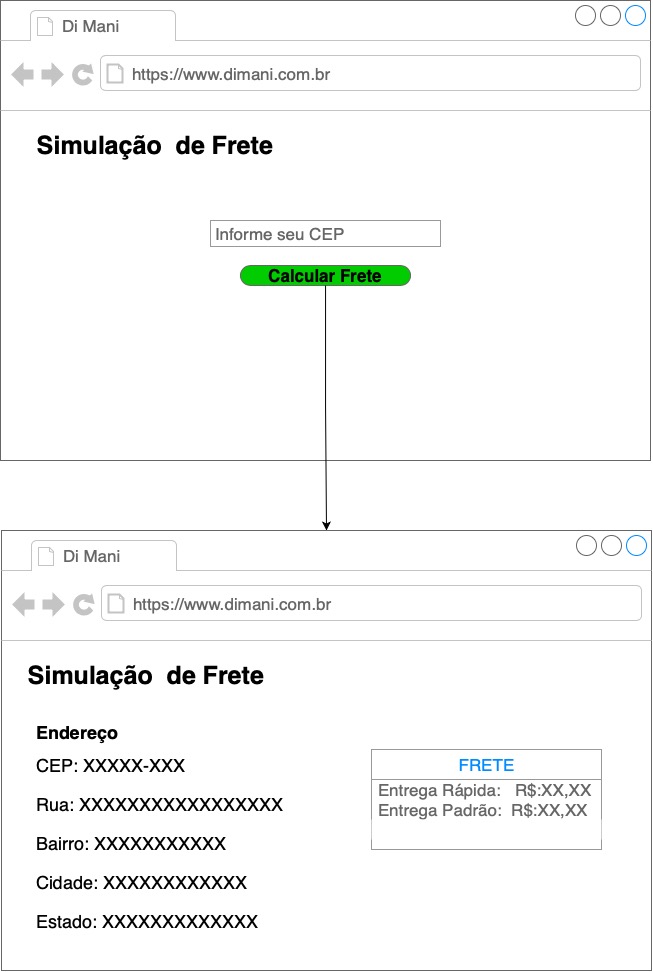 Di Mani
https://www.dimani.com.br
Simulação  de Frete
Informe seu CEP
Calcular Frete
Di Mani
https://www.dimani.com.br
Simulação  de Frete
Endereço
CEP: XXXXX-XXX
Rua: XXXXXXXXXXXXXXXXX
Bairro: XXXXXXXXXXX
Cidade: XXXXXXXXXXXX
Estado: XXXXXXXXXXXXX
FRETE
Entrega Rápida:   R$:XX,XX
Entrega Padrão:  R$:XX,XX